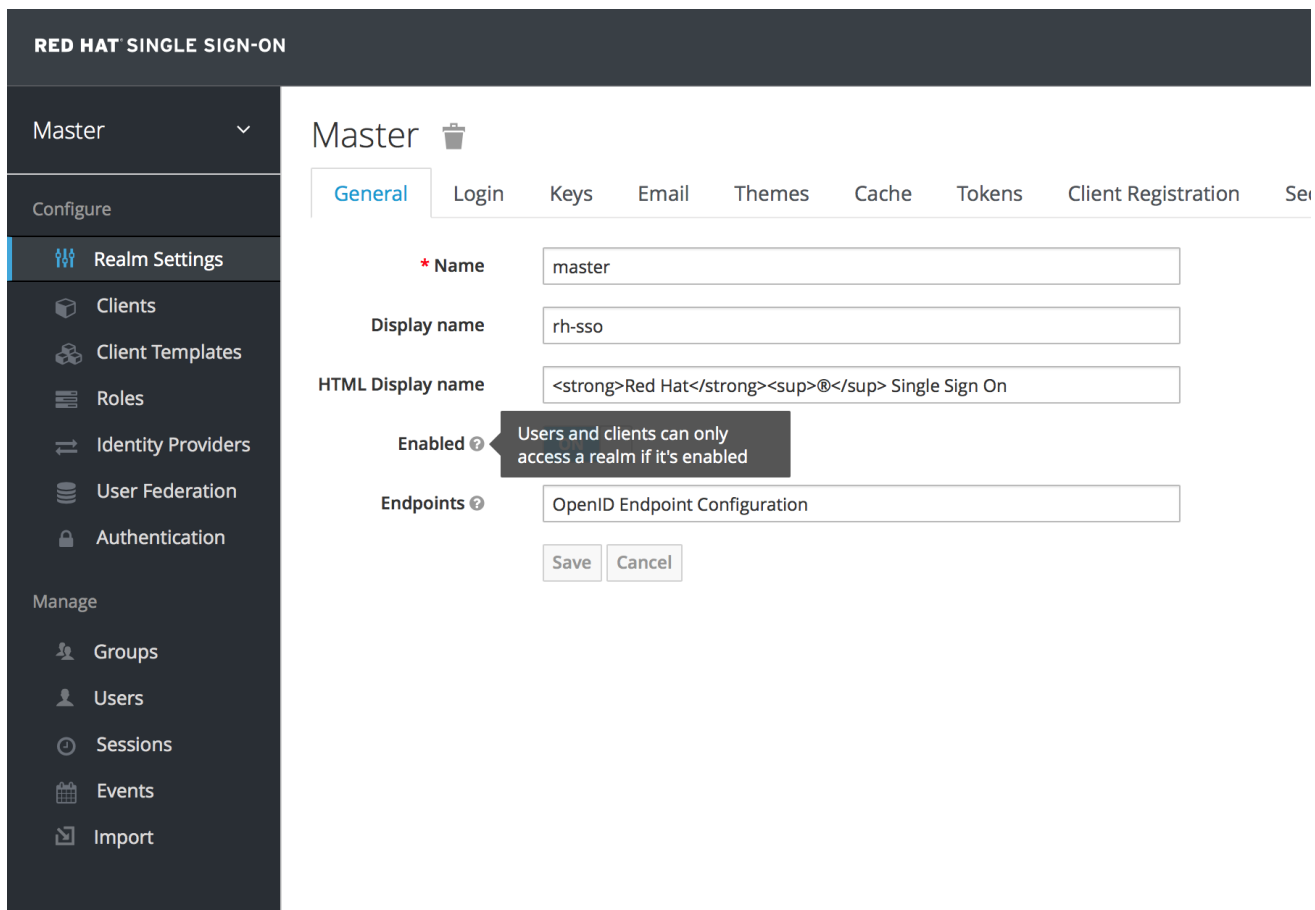 RED HAT® SINGLE SIGN-ON
Master
Configure
Realm Settings
Clients
Client Templates
Roles
Identity Providers
User Federation
Authentication
Manage
Groups
Users
Sessions
Events
Import
Master
General Login Keys Email Themes Cache Tokens Client Registration
* Name master
Display name rh-sso
HTML Display name <strong>Red Hat</strong><sup>®</sup> Single Sign On
Enabled ? Users and clients can only
access a realm if it's enabled
Endpoints ? OpenID Endpoint Configuration
Save Cancel